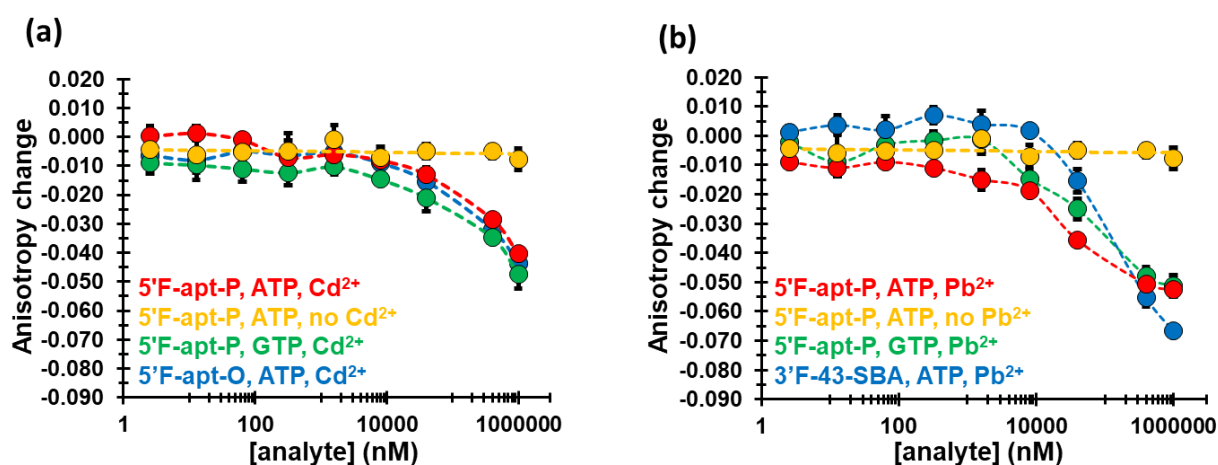 (a)
0.020
0.010
0.000
-0.010
-0.020
-0.030
-0.040
-0.050
-0.060
-0.070
-0.080
-0.090
Anisotropy change
5'F-apt-P, ATP, Cd²⁺
5'F-apt-P, ATP, no Cd²⁺
5'F-apt-P, GTP, Cd²⁺
5’F-apt-O, ATP, Cd²⁺
1 100 10000 1000000
[analyte] (nM)
(b)
0.020
0.010
0.000
-0.010
-0.020
-0.030
-0.040
-0.050
-0.060
-0.070
-0.080
-0.090
Anisotropy change
5'F-apt-P, ATP, Pb²⁺
5'F-apt-P, ATP, no Pb²⁺
5'F-apt-P, GTP, Pb²⁺
3’F-43-SBA, ATP, Pb²⁺
1 100 10000 1000000
[analyte] (nM)